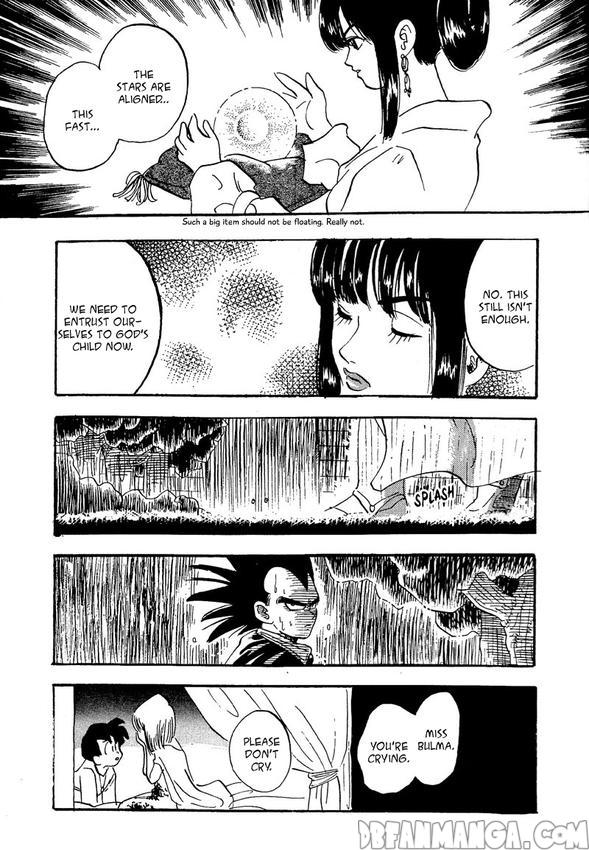 THE
STARS ARE
ALIGNED..
THIS
FAST...
Such a big item should not be floating. Really not.
NO. THIS
STILL ISN'T
ENOUGH.
WE NEED TO
ENTRUST OUR-
SELVES TO GOD'S
CHILD NOW.
SPLASH
MISS
BULMA.
YOU'RE
CRYING.
PLEASE
DON'T
CRY.
DBFANMANGA.COM